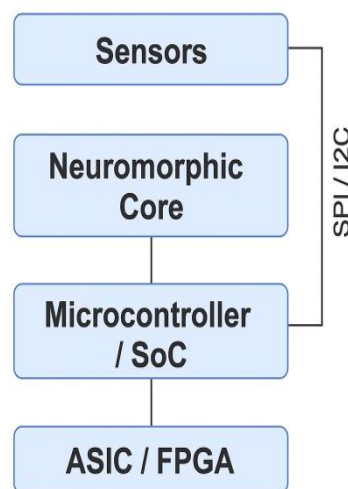 Sensors
Neuromorphic
Core
Microcontroller
/ SoC
ASIC / FPGA
SPI / I2C